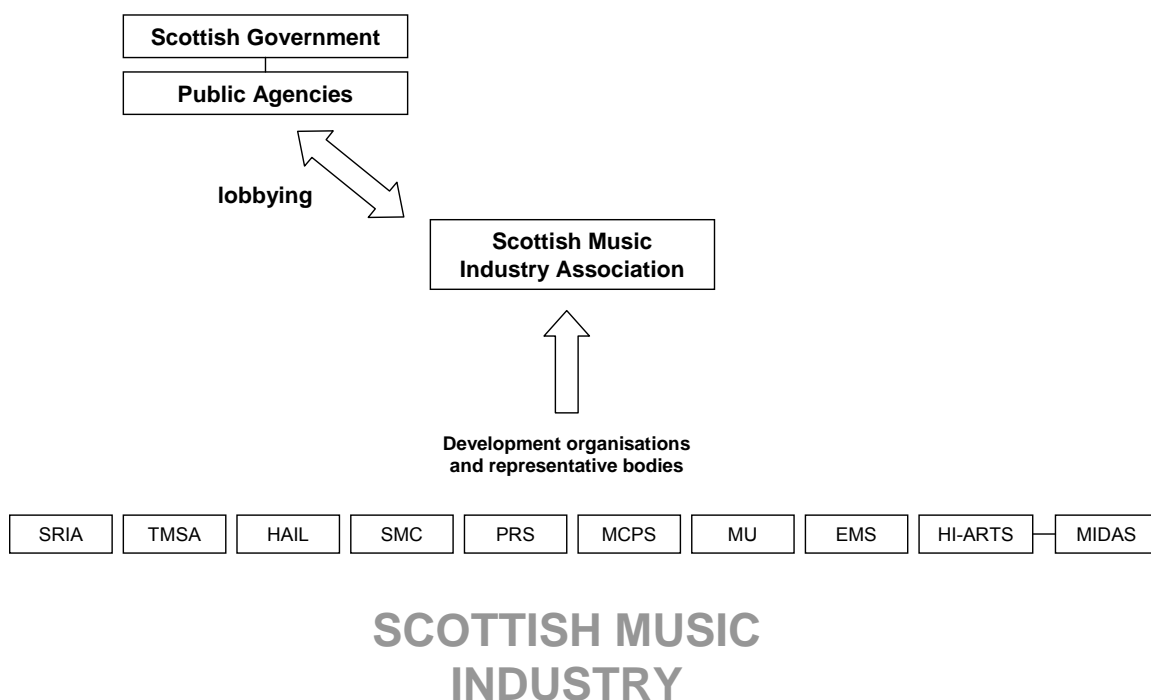 Scottish Government
Public Agencies
lobbying
Scottish Music
Industry Association
Development organisations
and representative bodies
SRIA TMSA HAIL SMC PRS MCPS MU EMS HI-ARTS MIDAS
SCOTTISH MUSIC
INDUSTRY